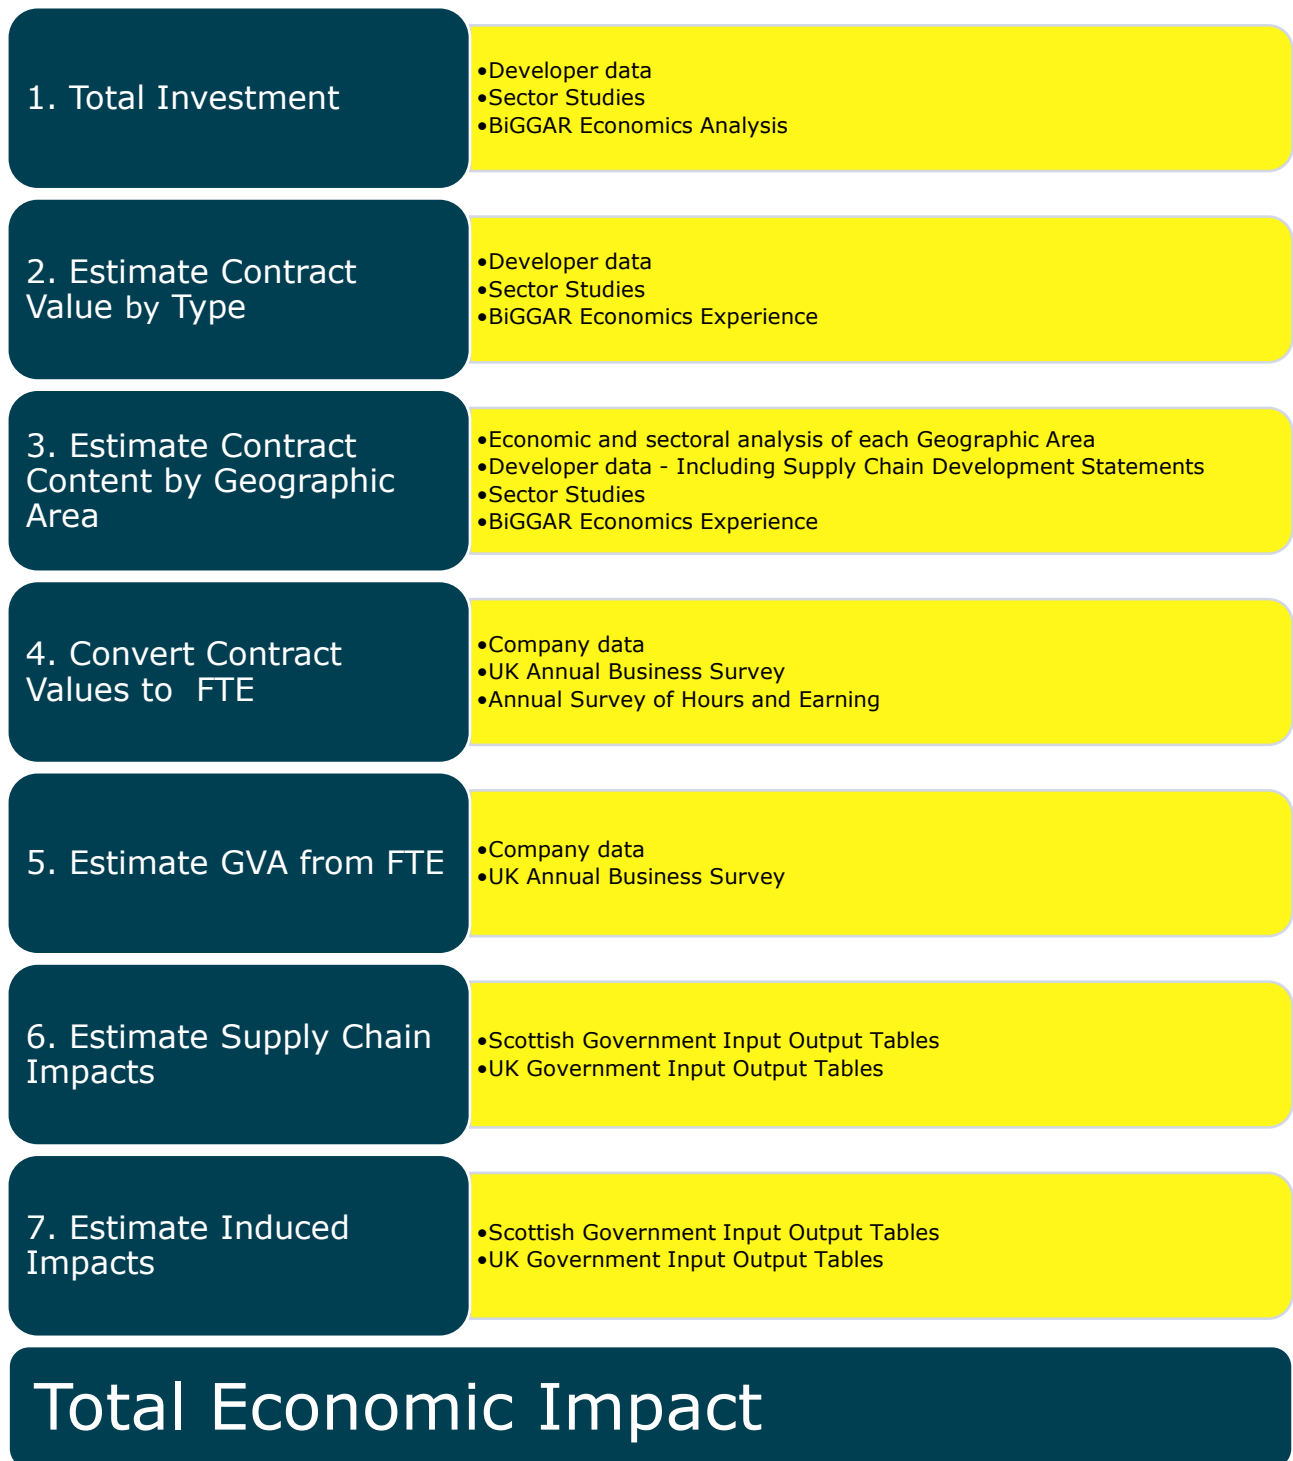 1. Total Investment
•Developer data
•Sector Studies
•BiGGAR Economics Analysis
2. Estimate Contract
Value by Type
•Developer data
•Sector Studies
•BiGGAR Economics Experience
3. Estimate Contract
Content by Geographic
Area
•Economic and sectoral analysis of each Geographic Area
•Developer data - Including Supply Chain Development Statements
•Sector Studies
•BiGGAR Economics Experience
4. Convert Contract
Values to  FTE
•Company data
•UK Annual Business Survey
•Annual Survey of Hours and Earning
5. Estimate GVA from FTE
•Company data
•UK Annual Business Survey
6. Estimate Supply Chain
Impacts
•Scottish Government Input Output Tables
•UK Government Input Output Tables
7. Estimate Induced
Impacts
•Scottish Government Input Output Tables
•UK Government Input Output Tables
Total Economic Impact